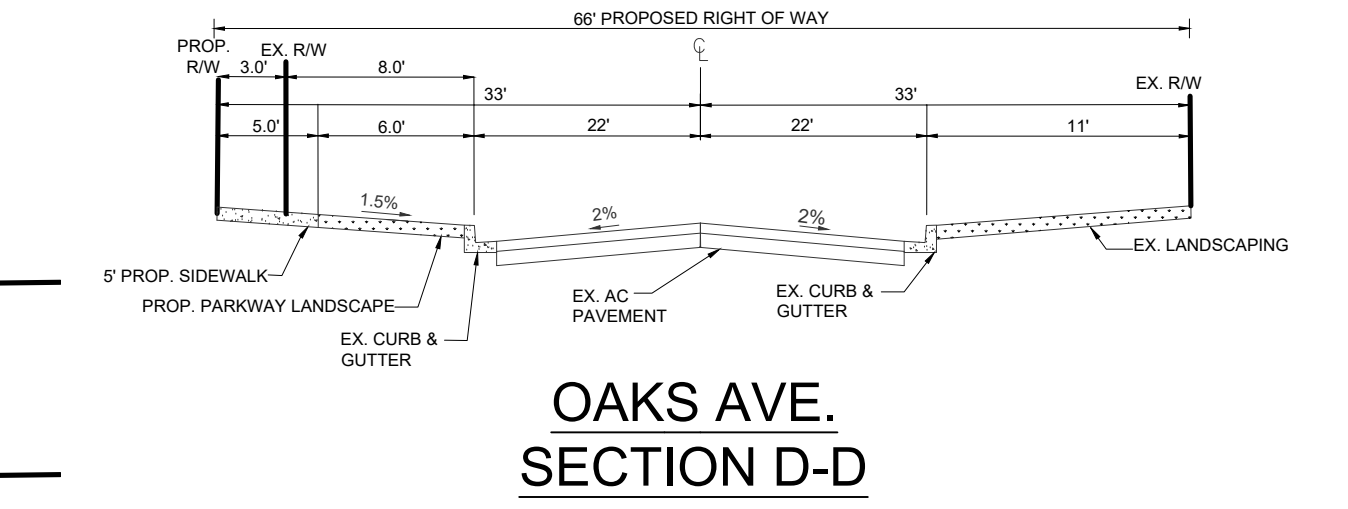 66' PROPOSED RIGHT OF WAY
PROP.
R/W
EX. R/W
℄
EX. R/W
3.0'
8.0'
33'
33'
5.0'
6.0'
22'
22'
11'
1.5%
2%
2%
5' PROP. SIDEWALK
PROP. PARKWAY LANDSCAPE
EX. CURB &
GUTTER
EX. AC
PAVEMENT
EX. CURB &
GUTTER
EX. LANDSCAPING
OAKS AVE.
SECTION D-D